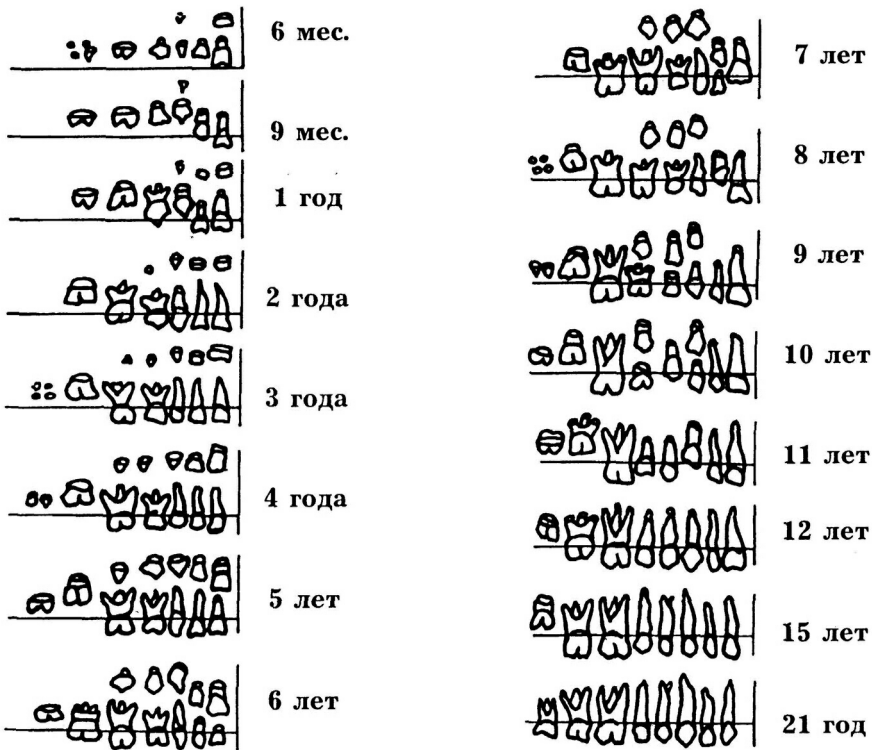 6 мес.
9 мес.
1 год
2 года
3 года
4 года
5 лет
6 лет
7 лет
8 лет
9 лет
10 лет
11 лет
12 лет
15 лет
21 год